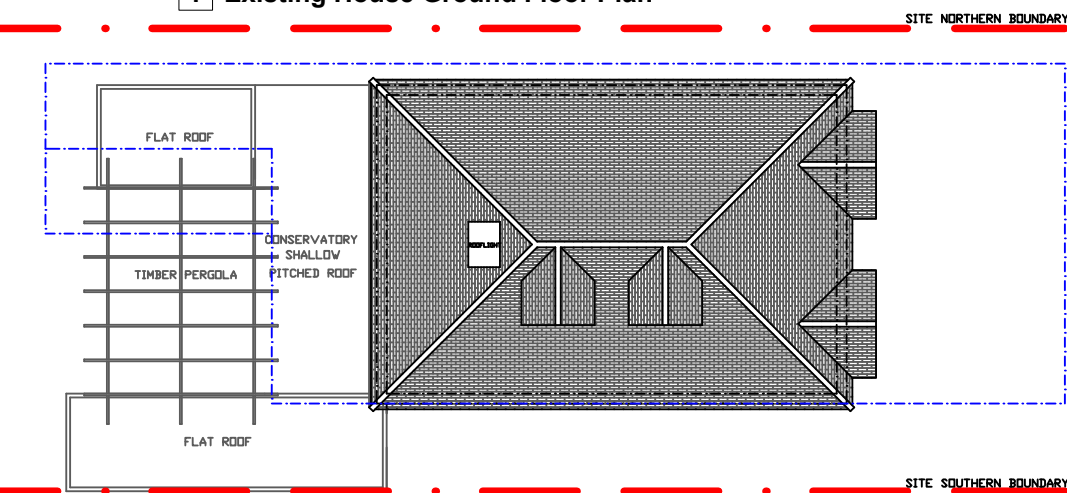 Existing House Ground Floor Plan
SITE NORTHERN BOUNDARY
FLAT ROOF
ROOFLIGHT
CONSERVATORY
SHALLOW
PITCHED ROOF
TIMBER PERGOLA
FLAT ROOF
SITE SOUTHERN BOUNDARY